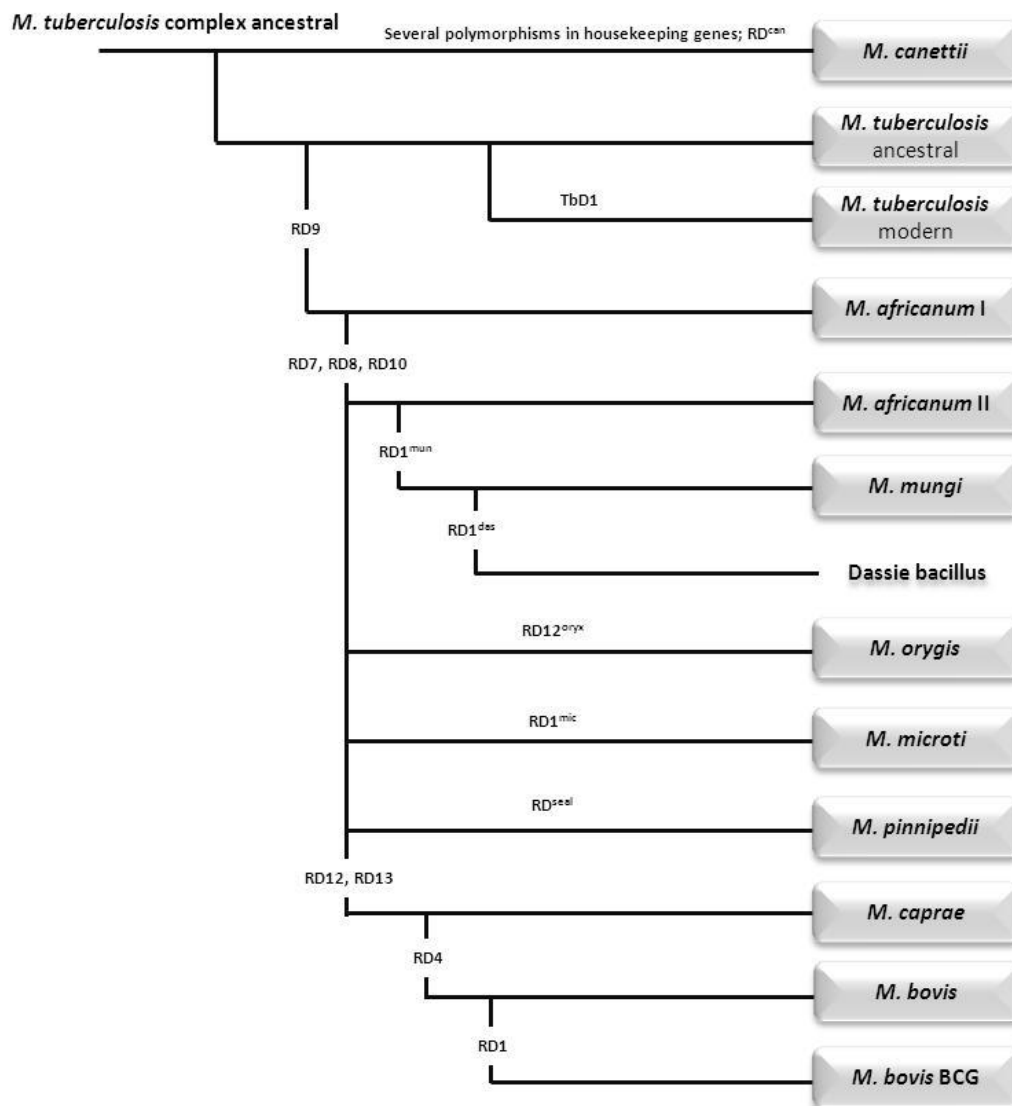 M. tuberculosis complex ancestral
Several polymorphisms in housekeeping genes; RDcan
M. canettii
M. tuberculosis
ancestral
TbD1
M. tuberculosis
modern
RD9
M. africanum I
RD7, RD8, RD10
M. africanum II
RD1mun
M. mungi
RD1das
Dassie bacillus
RD12oryx
M. orygis
RD1mic
M. microti
RDseal
M. pinnipedii
RD12, RD13
M. caprae
RD4
M. bovis
RD1
M. bovis BCG